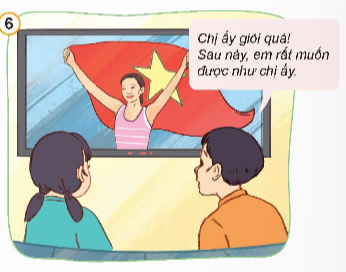 6
Chị ấy giỏi quá!
Sau này, em rất muốn
được như chị ấy.